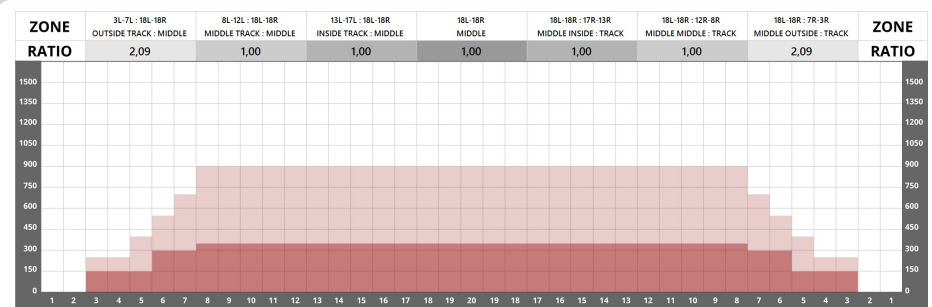 ZONE
3L-7L : 18L-18R
OUTSIDE TRACK : MIDDLE
8L-12L : 18L-18R
MIDDLE TRACK : MIDDLE
13L-17L : 18L-18R
INSIDE TRACK : MIDDLE
18L-18R
MIDDLE
18L-18R : 17R-13R
MIDDLE INSIDE : TRACK
18L-18R : 12R-8R
MIDDLE MIDDLE : TRACK
18L-18R : 7R-3R
MIDDLE OUTSIDE : TRACK
ZONE
RATIO 2,09 1,00 1,00 1,00 1,00 1,00 2,09 RATIO
1500 1500
1350 1350
1200 1200
1050 1050
900 900
750 750
600 600
450 450
300 300
150 150
0 0
1 2 3 4 5 6 7 8 9 10 11 12 13 14 15 16 17 18 19 20 19 18 17 16 15 14 13 12 11 10 9 8 7 6 5 4 3 2 1